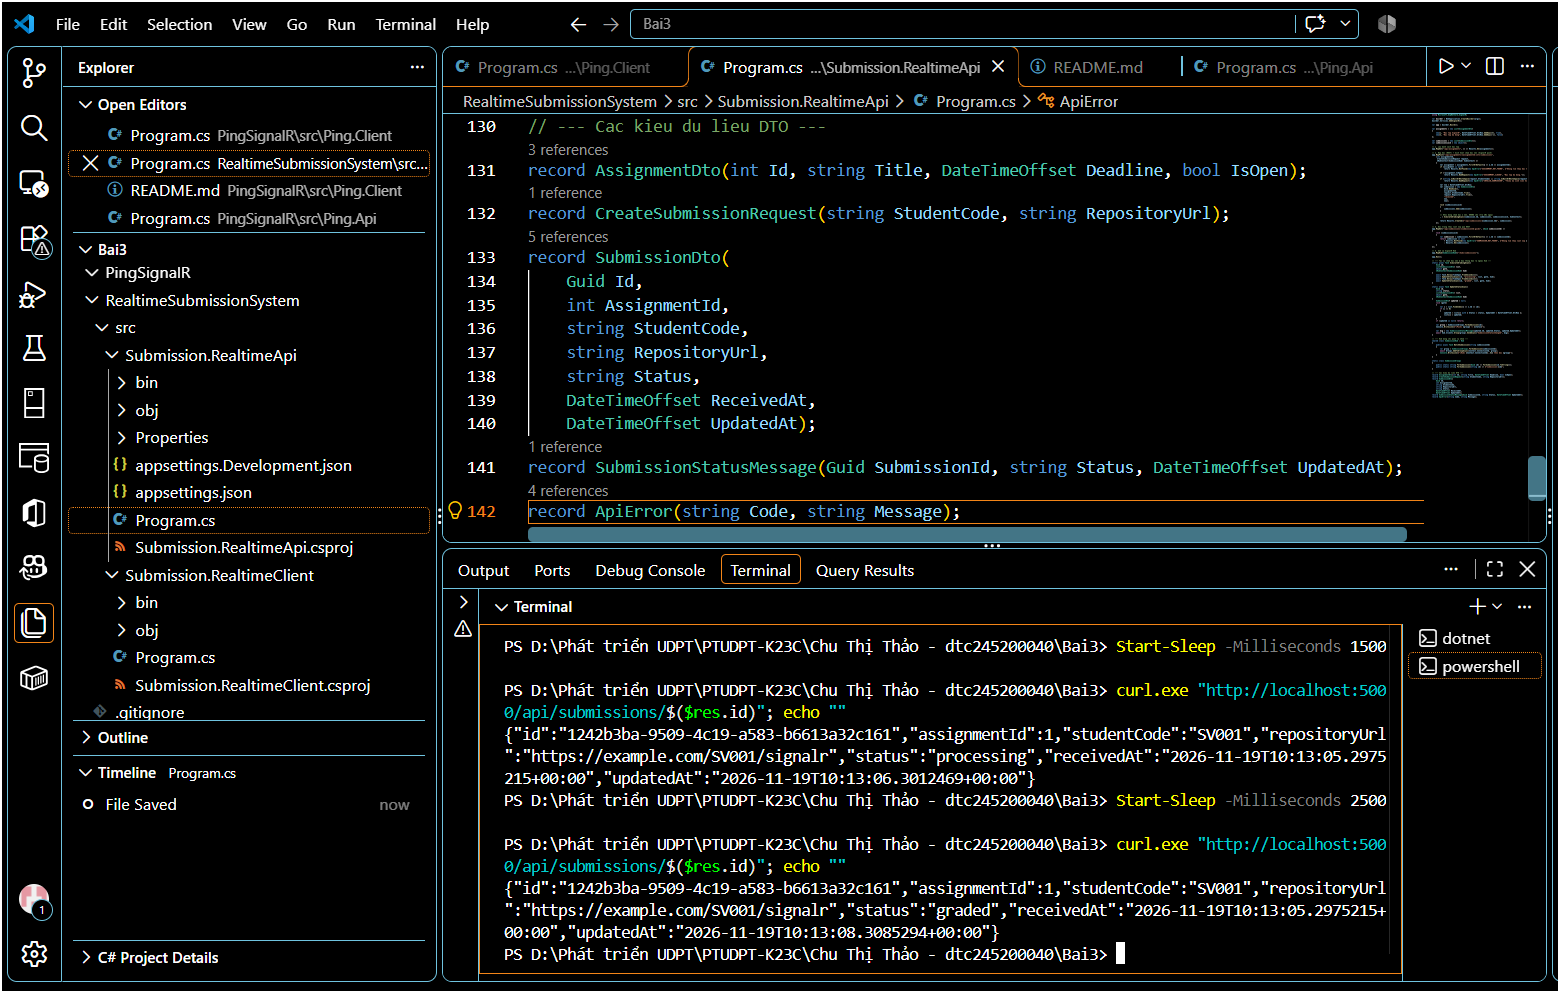 File Edit Selection View Go Run Terminal Help
Bai3
Explorer
Open Editors
Program.cs PingSignalR\src\Ping.Client
Program.cs RealtimeSubmissionSystem\src...
README.md PingSignalR\src\Ping.Client
Program.cs PingSignalR\src\Ping.Api
Bai3
PingSignalR
RealtimeSubmissionSystem
src
Submission.RealtimeApi
bin
obj
Properties
appsettings.Development.json
appsettings.json
Program.cs
Submission.RealtimeApi.csproj
Submission.RealtimeClient
bin
obj
Program.cs
Submission.RealtimeClient.csproj
.gitignore
Outline
Timeline Program.cs
File Saved now
C# Project Details
1
Program.cs ...\Ping.Client
Program.cs ...\Submission.RealtimeApi
README.md
Program.cs ...\Ping.Api
RealtimeSubmissionSystem > src > Submission.RealtimeApi > Program.cs > ApiError
130 // --- Cac kieu du lieu DTO ---
3 references
131 record AssignmentDto(int Id, string Title, DateTimeOffset Deadline, bool IsOpen);
1 reference
132 record CreateSubmissionRequest(string StudentCode, string RepositoryUrl);
5 references
133 record SubmissionDto(
134 Guid Id,
135 int AssignmentId,
136 string StudentCode,
137 string RepositoryUrl,
138 string Status,
139 DateTimeOffset ReceivedAt,
140 DateTimeOffset UpdatedAt);
1 reference
141 record SubmissionStatusMessage(Guid SubmissionId, string Status, DateTimeOffset UpdatedAt);
4 references
142 record ApiError(string Code, string Message);
Output Ports Debug Console Terminal Query Results
Terminal
PS D:\Phát triển UDPT\PTUDPT-K23C\Chu Thị Thảo - dtc245200040\Bai3> Start-Sleep -Milliseconds 1500
PS D:\Phát triển UDPT\PTUDPT-K23C\Chu Thị Thảo - dtc245200040\Bai3> curl.exe "http://localhost:500
0/api/submissions/$($res.id)"; echo ""
{"id":"1242b3ba-9509-4c19-a583-b6613a32c161","assignmentId":1,"studentCode":"SV001","repositoryUrl
":"https://example.com/SV001/signalr","status":"processing","receivedAt":"2026-11-19T10:13:05.2975
215+00:00","updatedAt":"2026-11-19T10:13:06.3012469+00:00"}
PS D:\Phát triển UDPT\PTUDPT-K23C\Chu Thị Thảo - dtc245200040\Bai3> Start-Sleep -Milliseconds 2500
PS D:\Phát triển UDPT\PTUDPT-K23C\Chu Thị Thảo - dtc245200040\Bai3> curl.exe "http://localhost:500
0/api/submissions/$($res.id)"; echo ""
{"id":"1242b3ba-9509-4c19-a583-b6613a32c161","assignmentId":1,"studentCode":"SV001","repositoryUrl
":"https://example.com/SV001/signalr","status":"graded","receivedAt":"2026-11-19T10:13:05.2975215+
00:00","updatedAt":"2026-11-19T10:13:08.3085294+00:00"}
PS D:\Phát triển UDPT\PTUDPT-K23C\Chu Thị Thảo - dtc245200040\Bai3>
dotnet
powershell